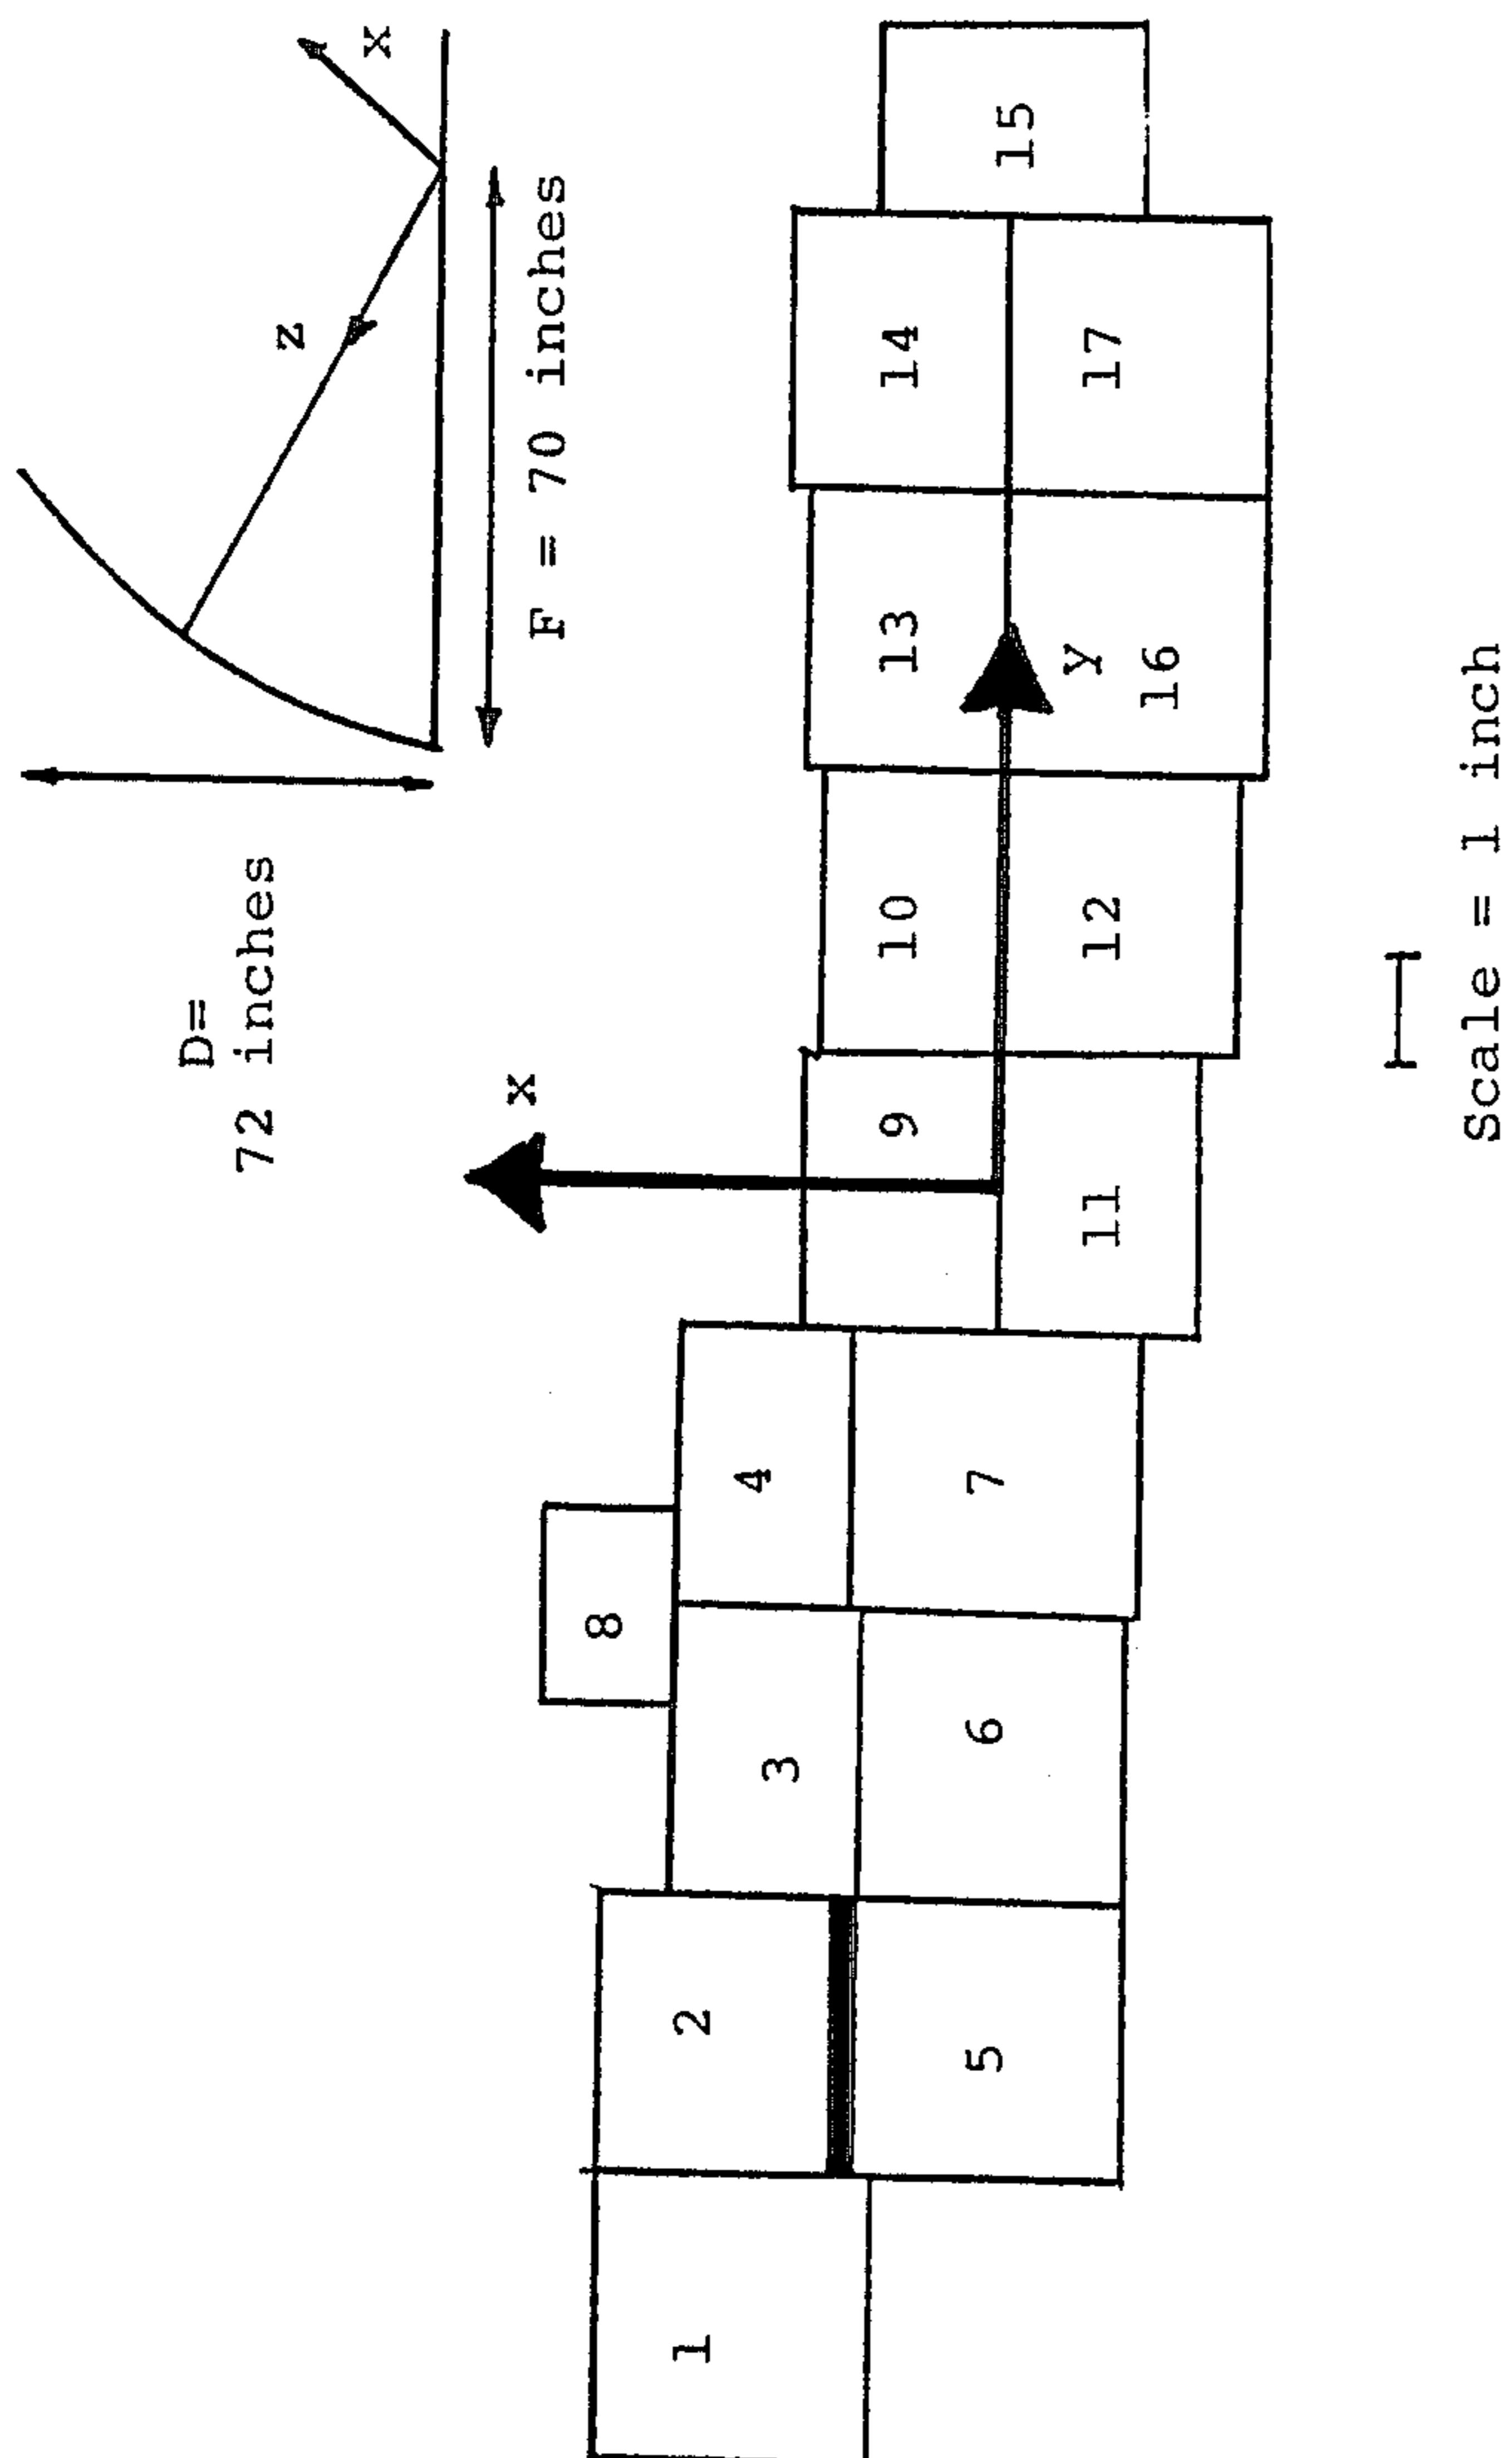 D=
72 inches
z
x
x
F = 70 inches
8
1 2
4
3
9 10 13 14
5 6 7
15
y
11 12 17
16
Scale = 1 inch